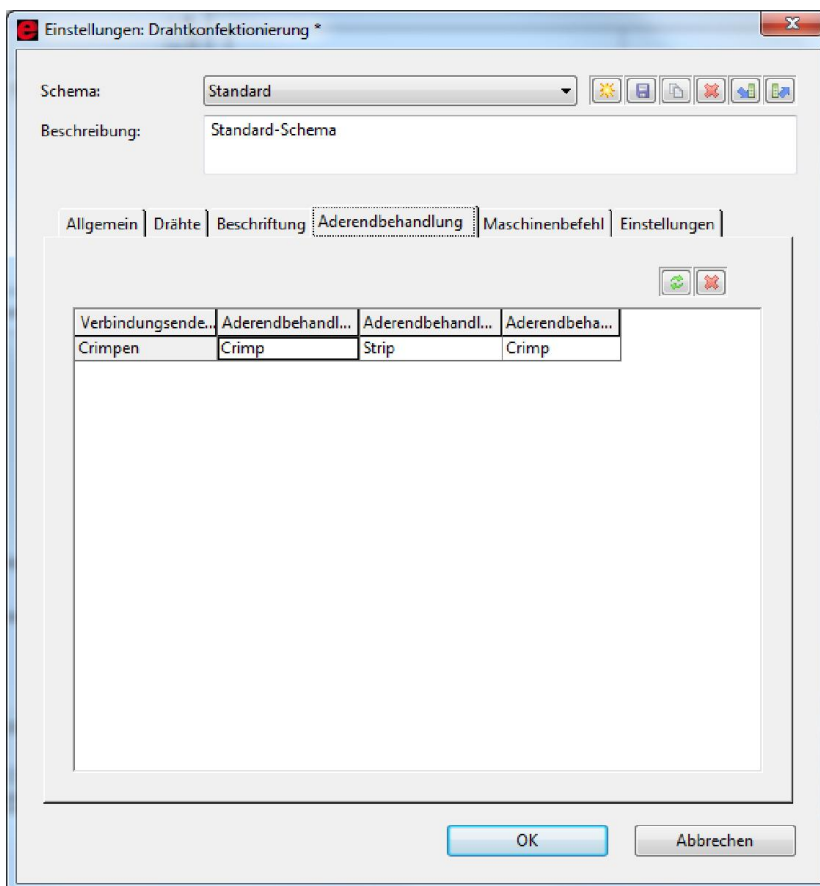 Einstellungen: Drahtkonfektionierung *
Schema: Standard
Beschreibung: Standard-Schema
Allgemein Drähte Beschriftung Aderendbehandlung Maschinenbefehl Einstellungen
Verbindungsende... Aderendbehandl... Aderendbehandl... Aderendbeha...
Crimpen Crimp Strip Crimp
OK Abbrechen